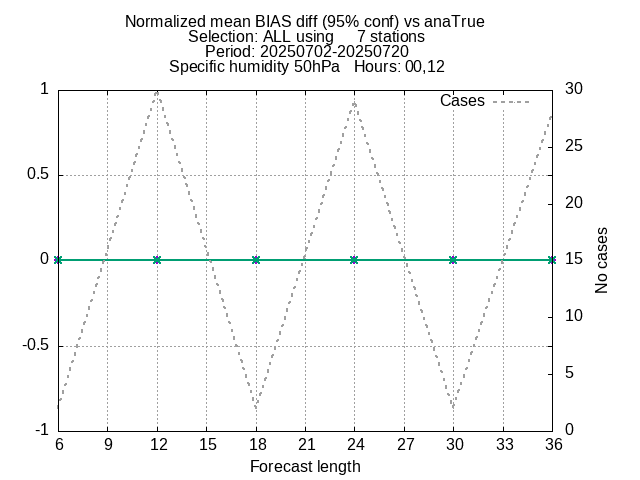 Normalized mean BIAS diff (95% conf) vs anaTrue
Selection: ALL using 7 stations
Period: 20250702-20250720
Specific humidity 50hPa Hours: 00,12
Cases
1
0.5
0
-0.5
-1
30
25
20
15
10
5
0
No cases
6 9 12 15 18 21 24 27 30 33 36
Forecast length